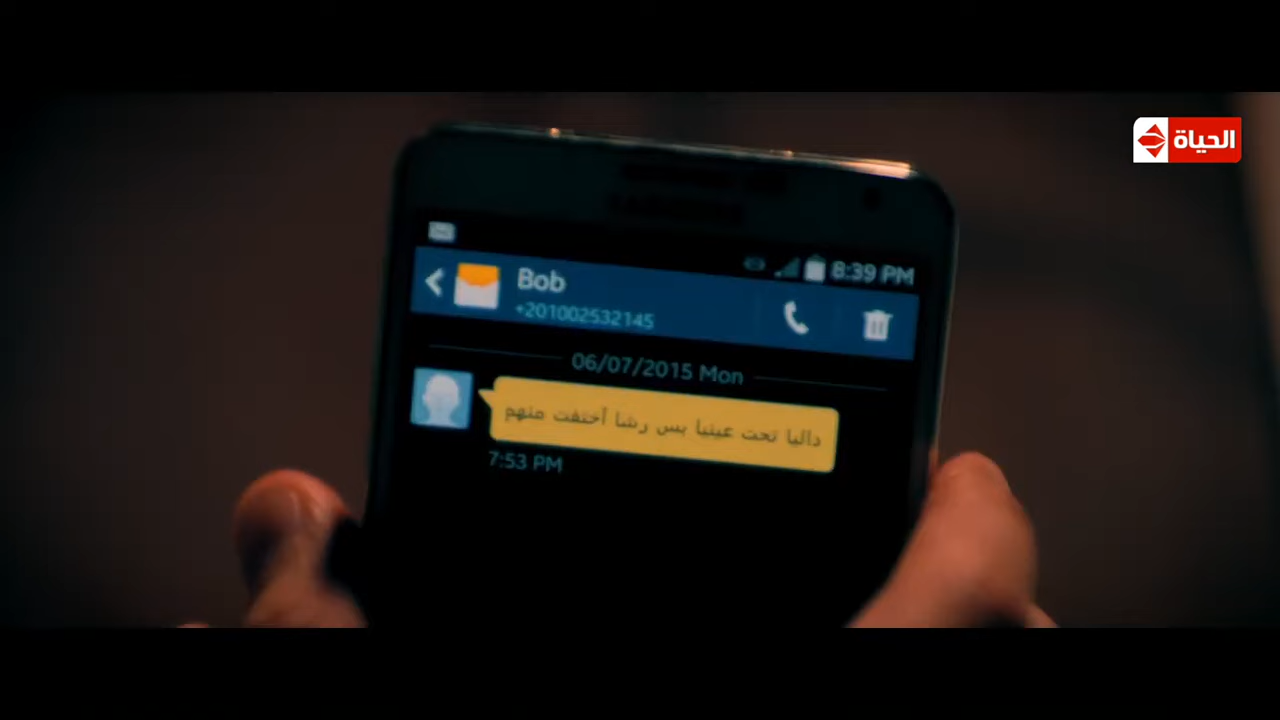 الحياة
8:39 PM
Bob
+201002532145
06/07/2015 Mon
داليا تحت عينيا بس رشا أختفت منهم
7:53 PM